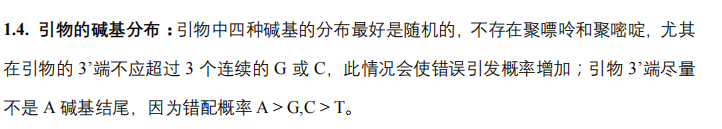 1.4. 引物的碱基分布：引物中四种碱基的分布最好是随机的，不存在聚嘌呤和聚嘧啶，尤其
在引物的 3’端不应超过 3 个连续的 G 或 C，此情况会使错误引发概率增加；引物 3’端尽量
不是 A 碱基结尾，因为错配概率 A > G,C > T。